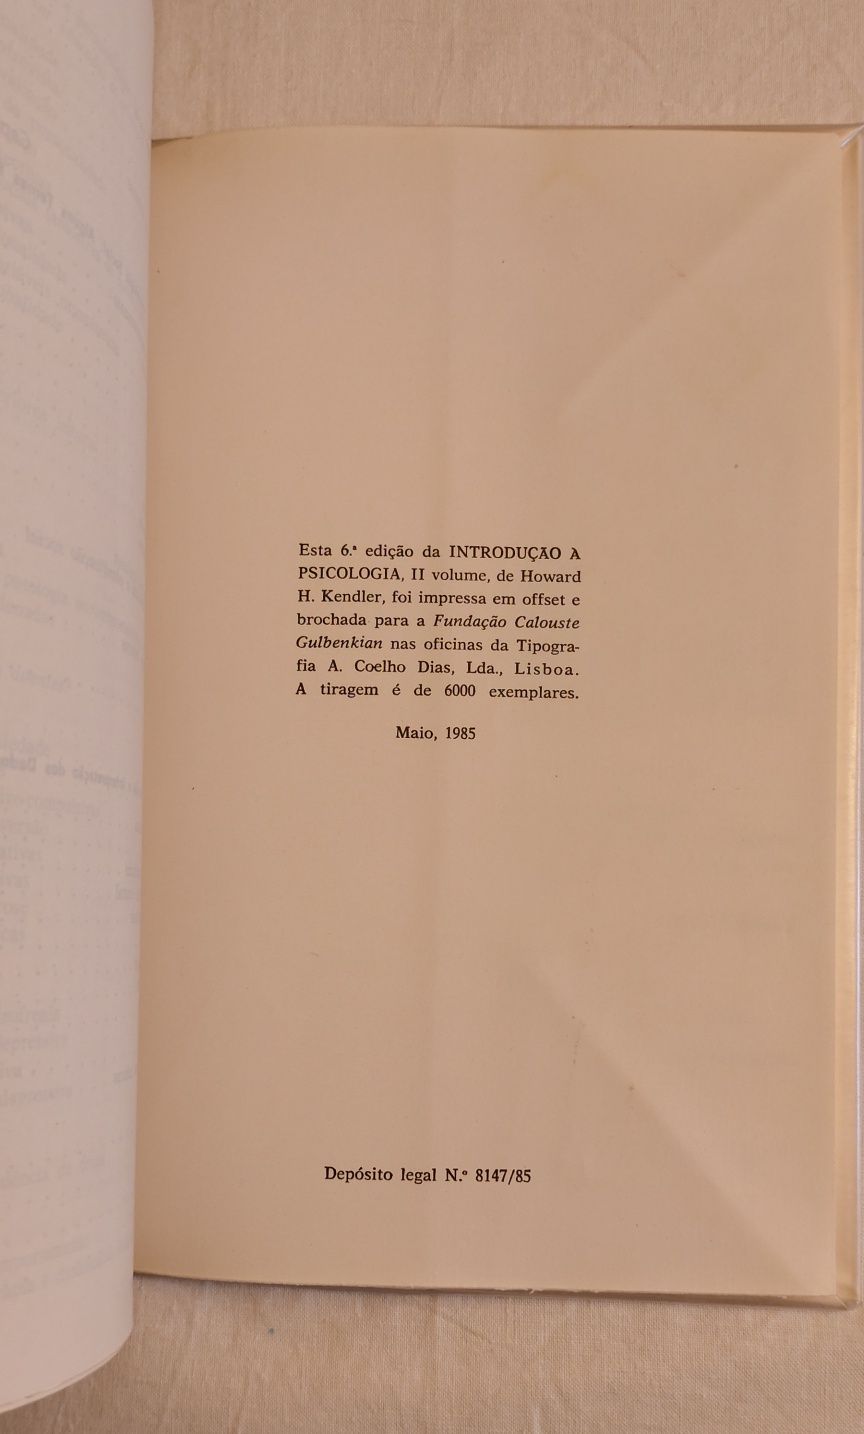 Esta 6.ª edição da INTRODUÇÃO À
PSICOLOGIA, II volume, de Howard
H. Kendler, foi impressa em offset e
brochada para a Fundação Calouste
Gulbenkian nas oficinas da Tipogra-
fia A. Coelho Dias, Lda., Lisboa.
A tiragem é de 6000 exemplares.
Maio, 1985
Depósito legal N.º 8147/85